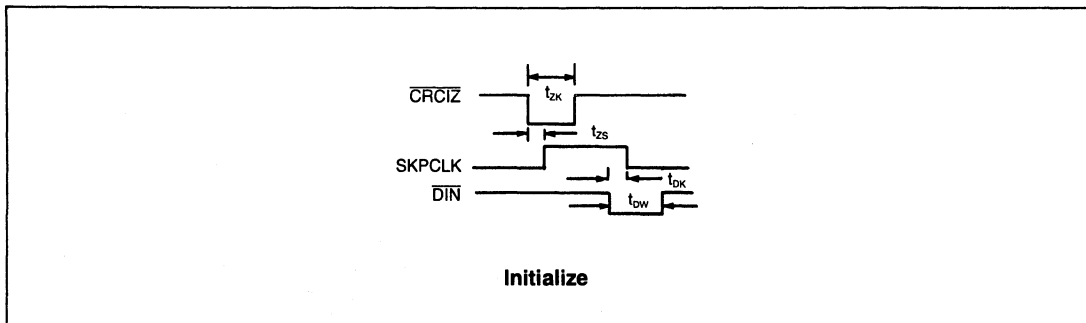 t_ZK
CRCIZ
t_ZS
SKPCLK
t_DK
DIN
t_DW
Initialize